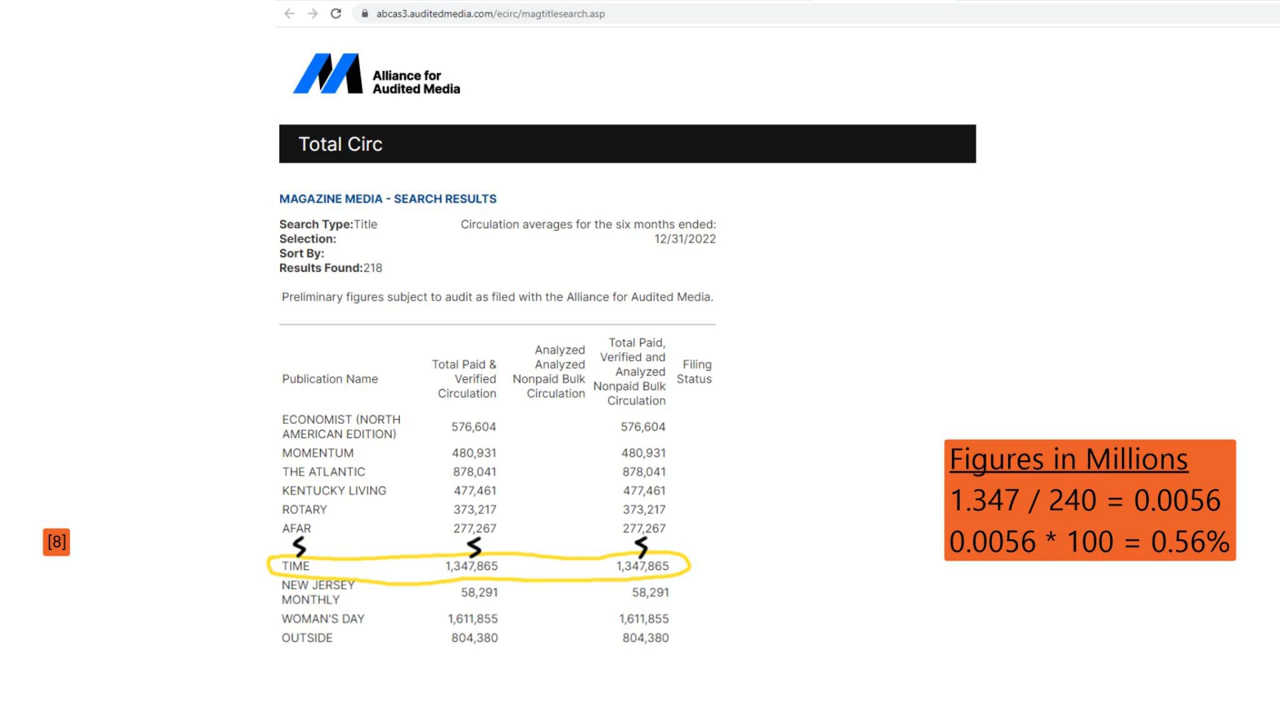 abcas3.auditedmedia.com/ecirc/magtitlesearch.asp
Alliance for
Audited Media
Total Circ
MAGAZINE MEDIA - SEARCH RESULTS
Search Type:Title Circulation averages for the six months ended:
Selection: 12/31/2022
Sort By:
Results Found:218
Preliminary figures subject to audit as filed with the Alliance for Audited Media.
Publication Name
Total Paid &
Verified
Circulation
Analyzed
Analyzed
Nonpaid Bulk
Circulation
Total Paid,
Verified and
Analyzed
Nonpaid Bulk
Circulation
Filing
Status
ECONOMIST (NORTH
AMERICAN EDITION) 576,604 576,604
MOMENTUM 480,931 480,931
THE ATLANTIC 878,041 878,041
KENTUCKY LIVING 477,461 477,461
ROTARY 373,217 373,217
AFAR 277,267 277,267
TIME 1,347,865 1,347,865
NEW JERSEY
MONTHLY 58,291 58,291
WOMAN'S DAY 1,611,855 1,611,855
OUTSIDE 804,380 804,380
[8]
Figures in Millions
1.347 / 240 = 0.0056
0.0056 * 100 = 0.56%